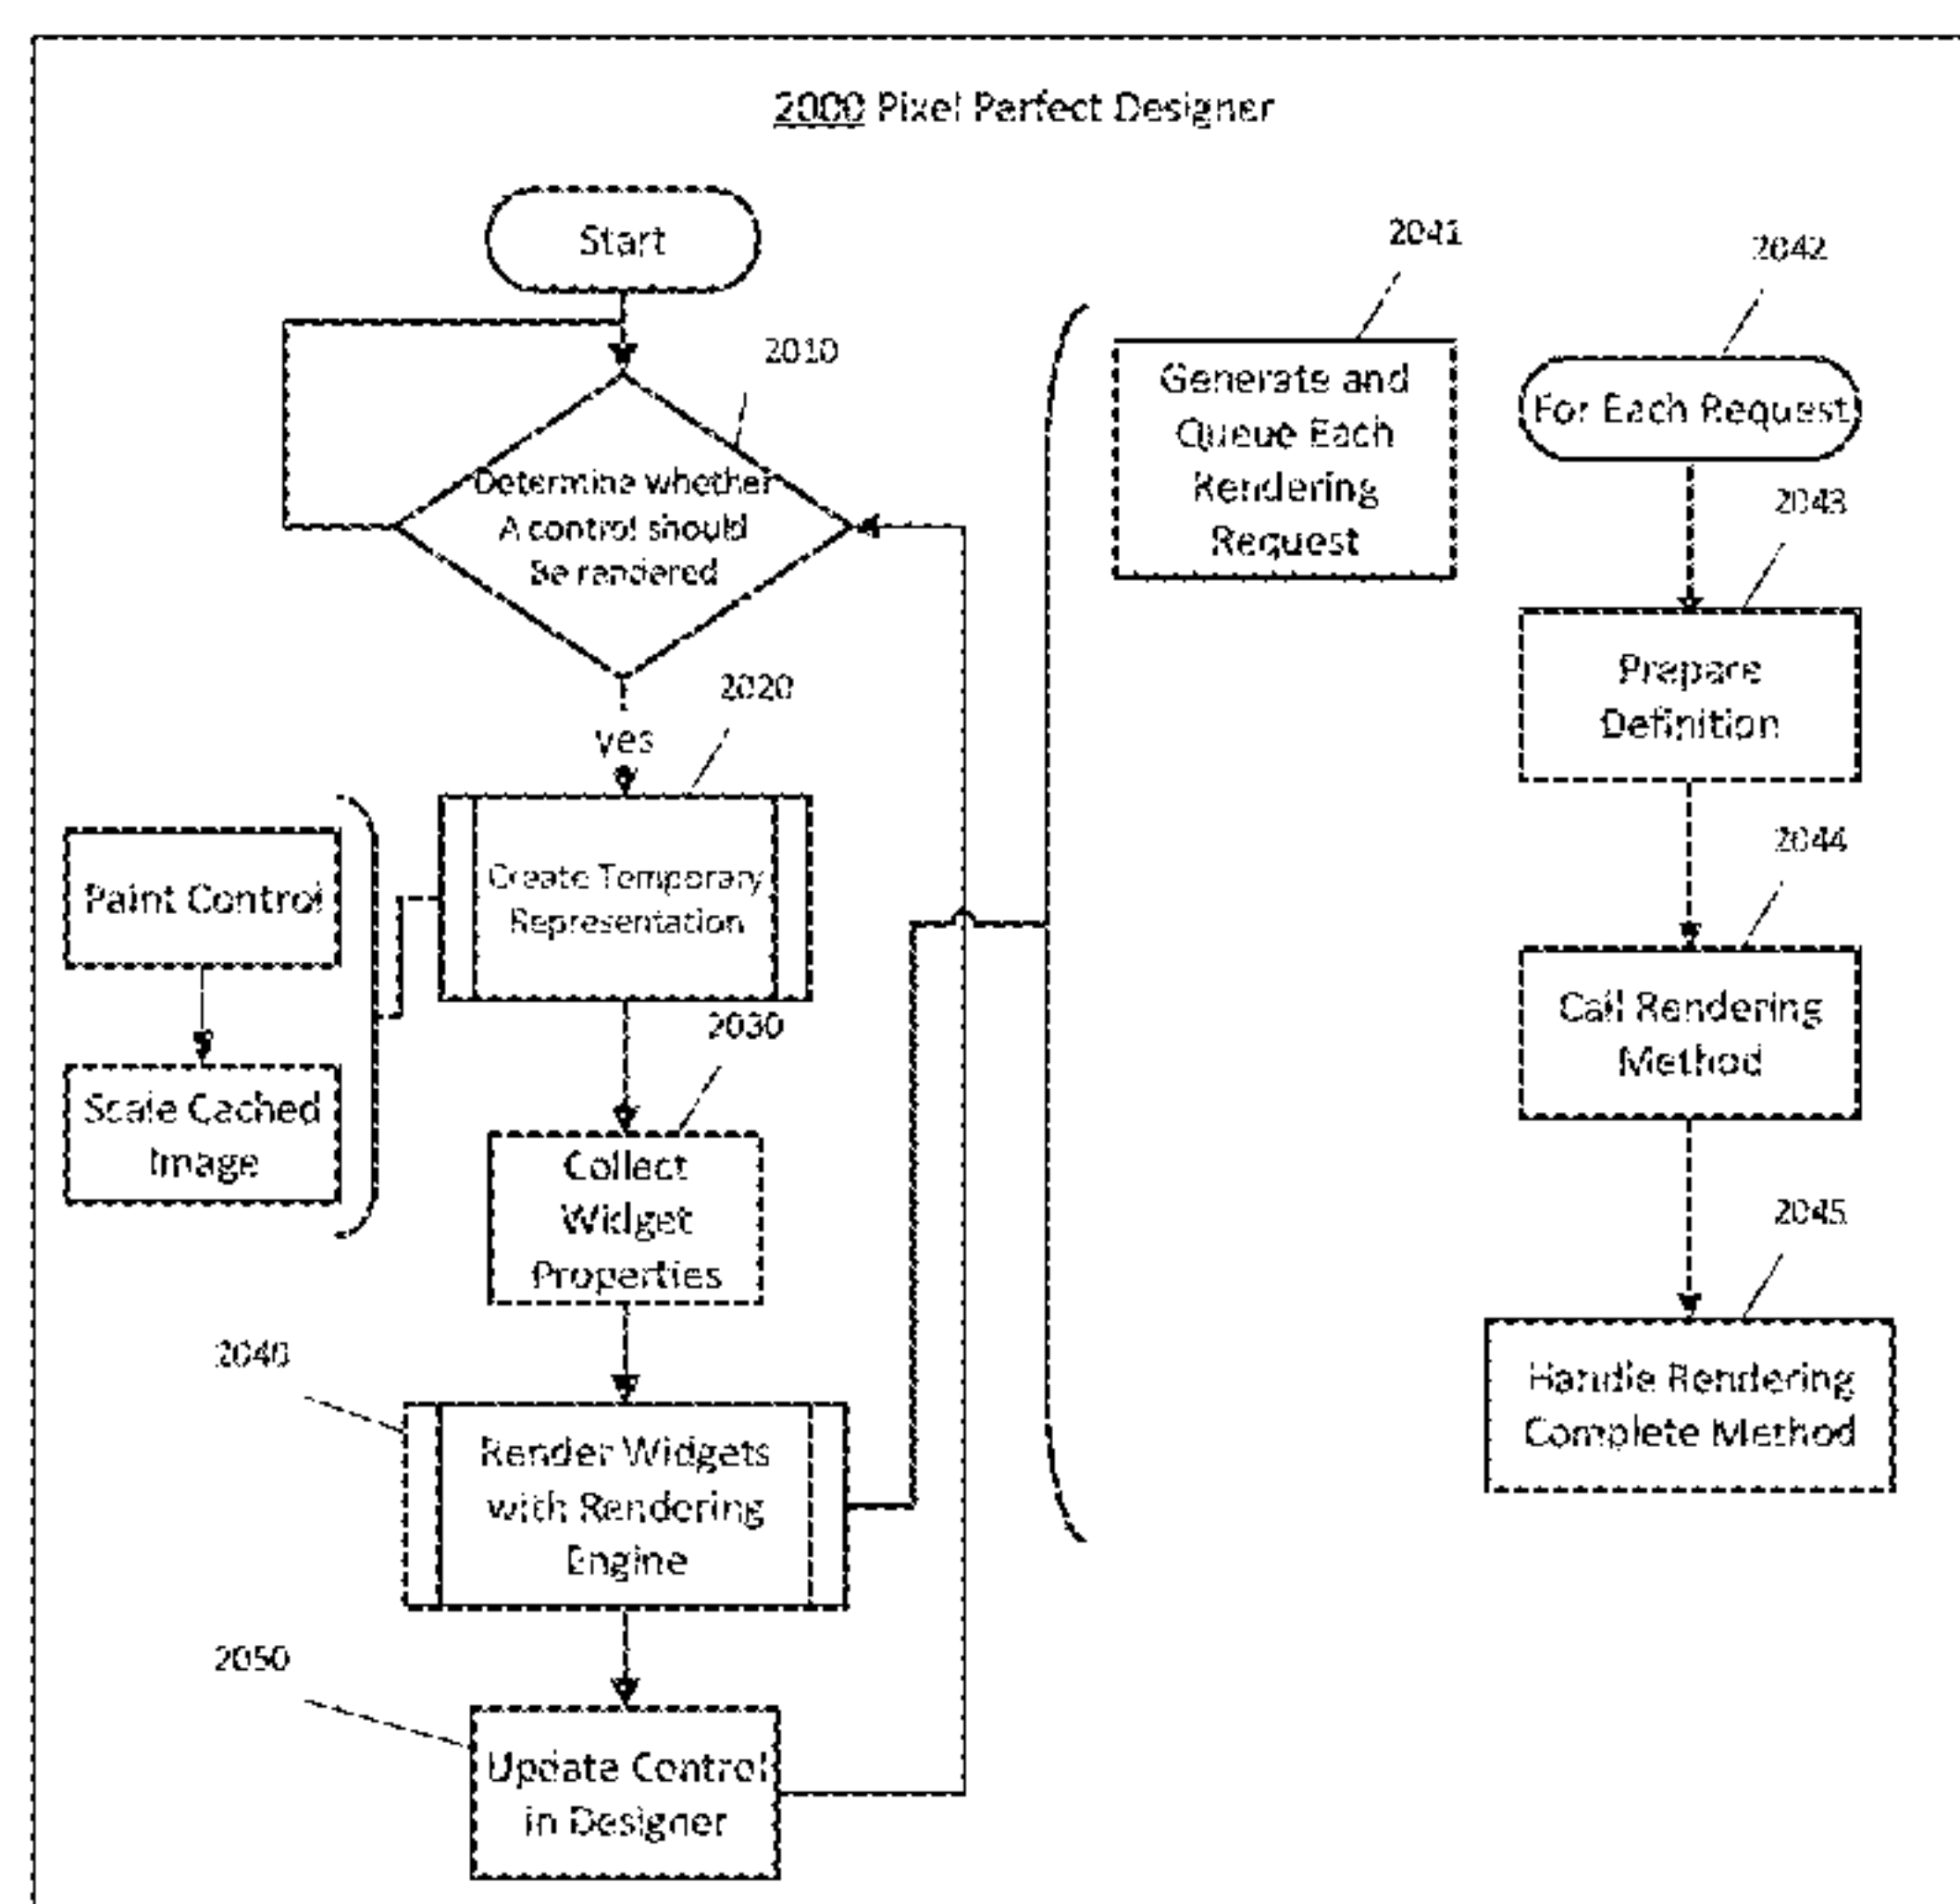 2000 Pixel Perfect Designer
Start
2010
Determine whether
A control should
Be rendered
yes
2020
Create Temporary
Representation
Paint Control
Scale Cached
Image
2030
Collect
Widget
Properties
2040
Render Widgets
with Rendering
Engine
2050
Update Control
in Designer
2041
Generate and
Queue Each
Rendering
Request
2042
For Each Request
2043
Prepare
Definition
2044
Call Rendering
Method
2045
Handle Rendering
Complete Method